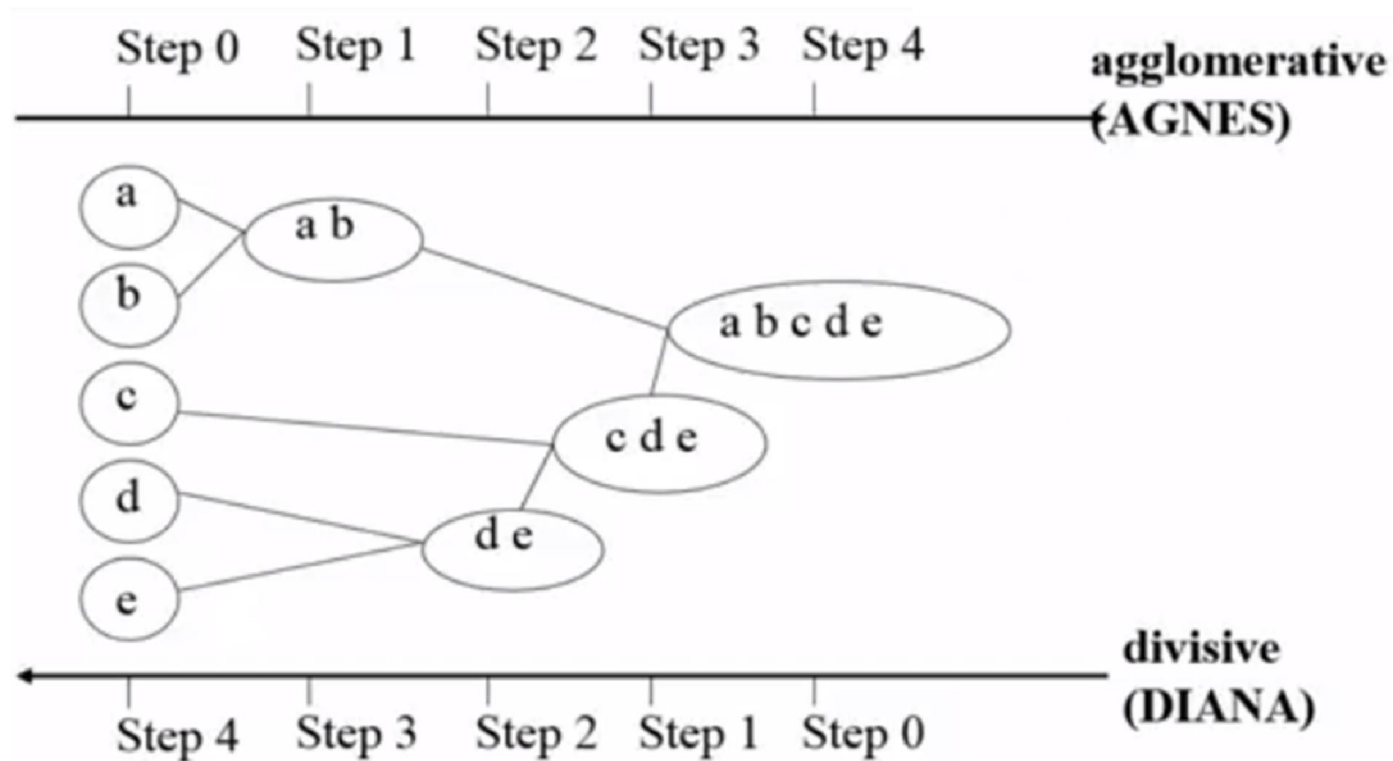 Step 0 Step 1 Step 2 Step 3 Step 4
agglomerative
(AGNES)
a
a b
b
a b c d e
c
c d e
d
d e
e
divisive
(DIANA)
Step 4 Step 3 Step 2 Step 1 Step 0